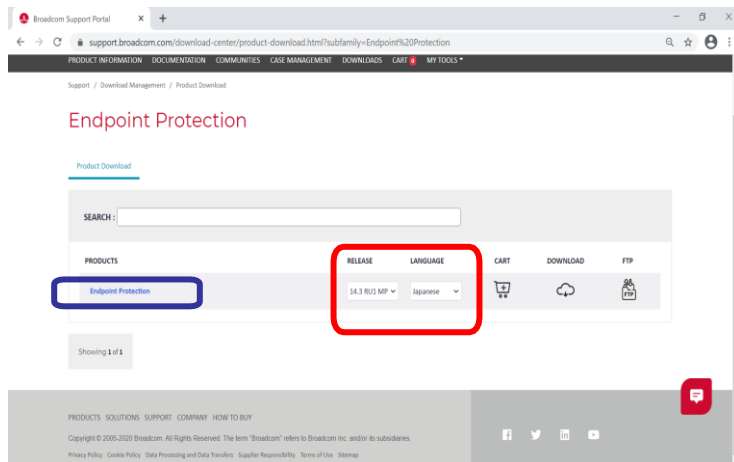 Broadcom Support Portal
support.broadcom.com/download-center/product-download.html?subfamily=Endpoint%20Protection
PRODUCT INFORMATION DOCUMENTATION COMMUNITIES CASE MANAGEMENT DOWNLOADS CART 0 MY TOOLS
Support / Download Management / Product Download
Endpoint Protection
Product Download
SEARCH :
PRODUCTS RELEASE LANGUAGE CART DOWNLOAD FTP
Endpoint Protection 14.3 RU1 MP Japanese FTP
Showing 1 of 1
PRODUCTS SOLUTIONS SUPPORT COMPANY HOW TO BUY
Copyright © 2005-2020 Broadcom. All Rights Reserved. The term "Broadcom" refers to Broadcom Inc. and/or its subsidiaries.
Privacy Policy Cookie Policy Data Processing and Data Transfers Supplier Responsibility Terms of Use Sitemap